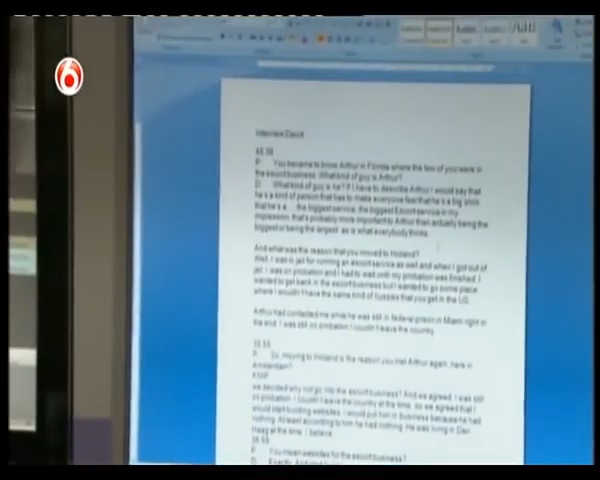 6
Interview David
P. You became to know Arthur in Florida where the two of you were in
the escort business. What kind of guy is Arthur?
D. What kind of guy is he? If I have to describe Arthur I would say that
he's a kind of person that has to make everyone feel that he's a big shot,
that he's a ... the biggest service, the biggest Escort service in my
impression, that's probably more important to Arthur than actually being the
biggest or being the largest as is what everybody thinks.
And what was the reason that you moved to Holland?
Well, I was in jail for running an escort service as well and when I got out of
jail, I was on probation and I had to wait until my probation was finished. I
wanted to get back in the escort business but I wanted to go some place
where I wouldn't have the same kind of hassles that you get in the US.
Arthur had contacted me while he was still in federal prison in Miami right in
the end. I was still on probation I couldn't leave the country.
P. So, moving to Holland is the reason you met Arthur again, here in
Amsterdam?
we decided why not go into the escort business? And we agreed. I was still
on probation. I couldn't leave the country at the time, so we agreed that I
would start building websites. I would put him in business because he had
nothing. At least according to him he had nothing. He was living in Den
Haag at the time, I believe.
P. You mean websites for the escort business?
D. Exactly.